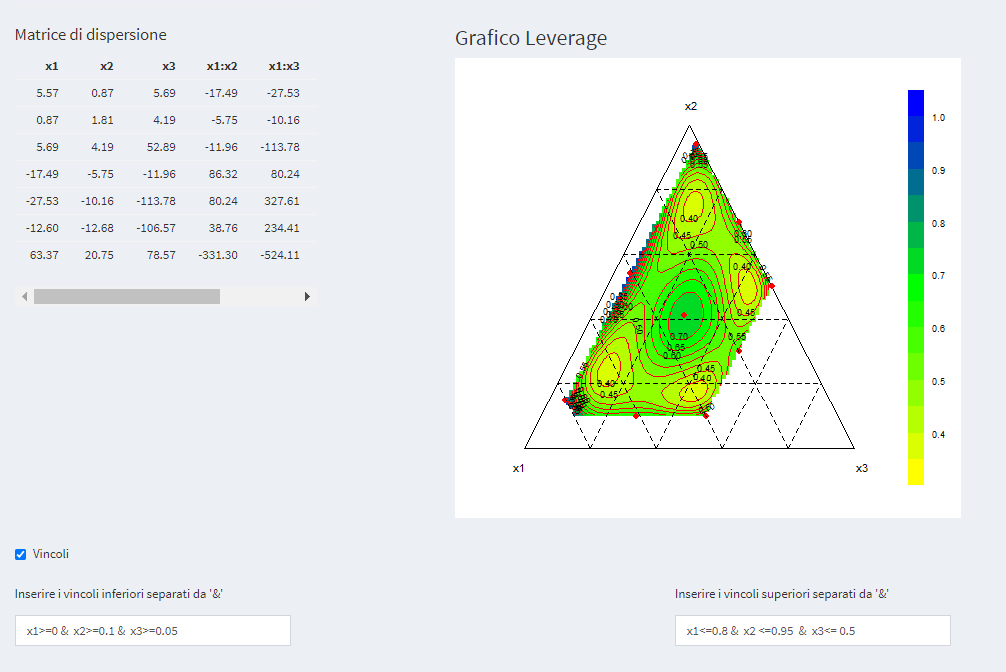 Matrice di dispersione
x1 x2 x3 x1:x2 x1:x3
5.57 0.87 5.69 -17.49 -27.53
0.87 1.81 4.19 -5.75 -10.16
5.69 4.19 52.89 -11.96 -113.78
-17.49 -5.75 -11.96 86.32 80.24
-27.53 -10.16 -113.78 80.24 327.61
-12.60 -12.68 -106.57 38.76 234.41
63.37 20.75 78.57 -331.30 -524.11
Grafico Leverage
x2
0.40
0.45
0.50
0.60
0.55
0.40
0.45
0.55
0.70
0.65
0.60
0.45
0.40
0.40
0.45
0.50
x1
x3
1.0
0.9
0.8
0.7
0.6
0.5
0.4
Vincoli
Inserire i vincoli inferiori separati da '&'
x1>=0 & x2>=0.1 & x3>=0.05
Inserire i vincoli superiori separati da '&'
x1<=0.8 & x2 <=0.95 & x3<= 0.5